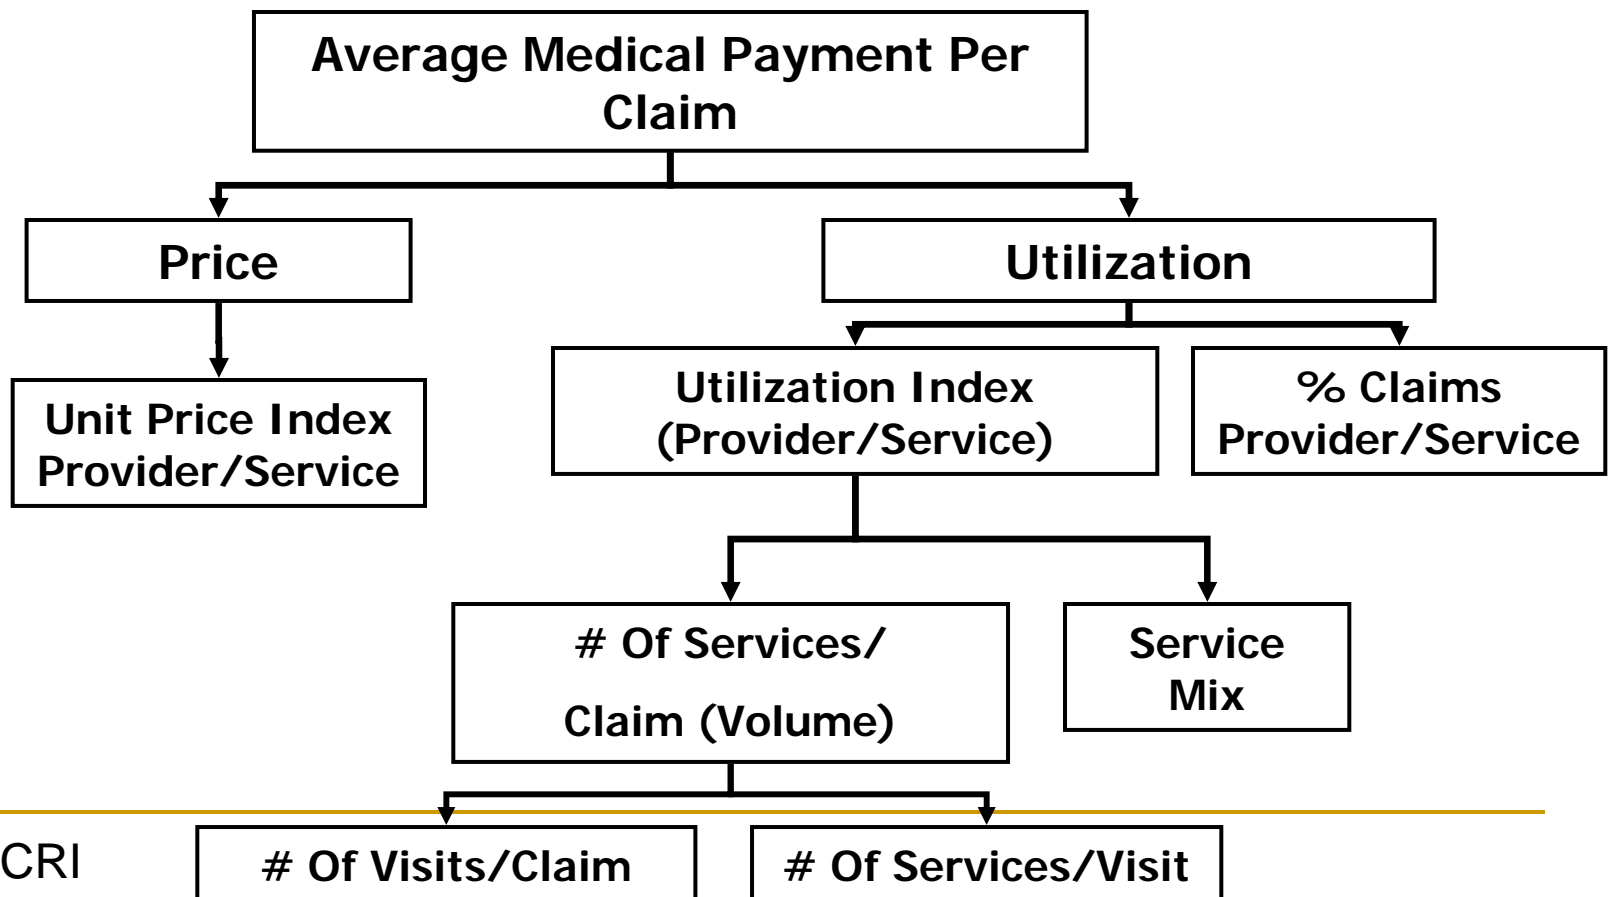 Average Medical Payment Per
Claim
Price
Utilization
Unit Price Index
Provider/Service
Utilization Index
(Provider/Service)
% Claims
Provider/Service
# Of Services/
Claim (Volume)
Service
Mix
CRI
# Of Visits/Claim
# Of Services/Visit